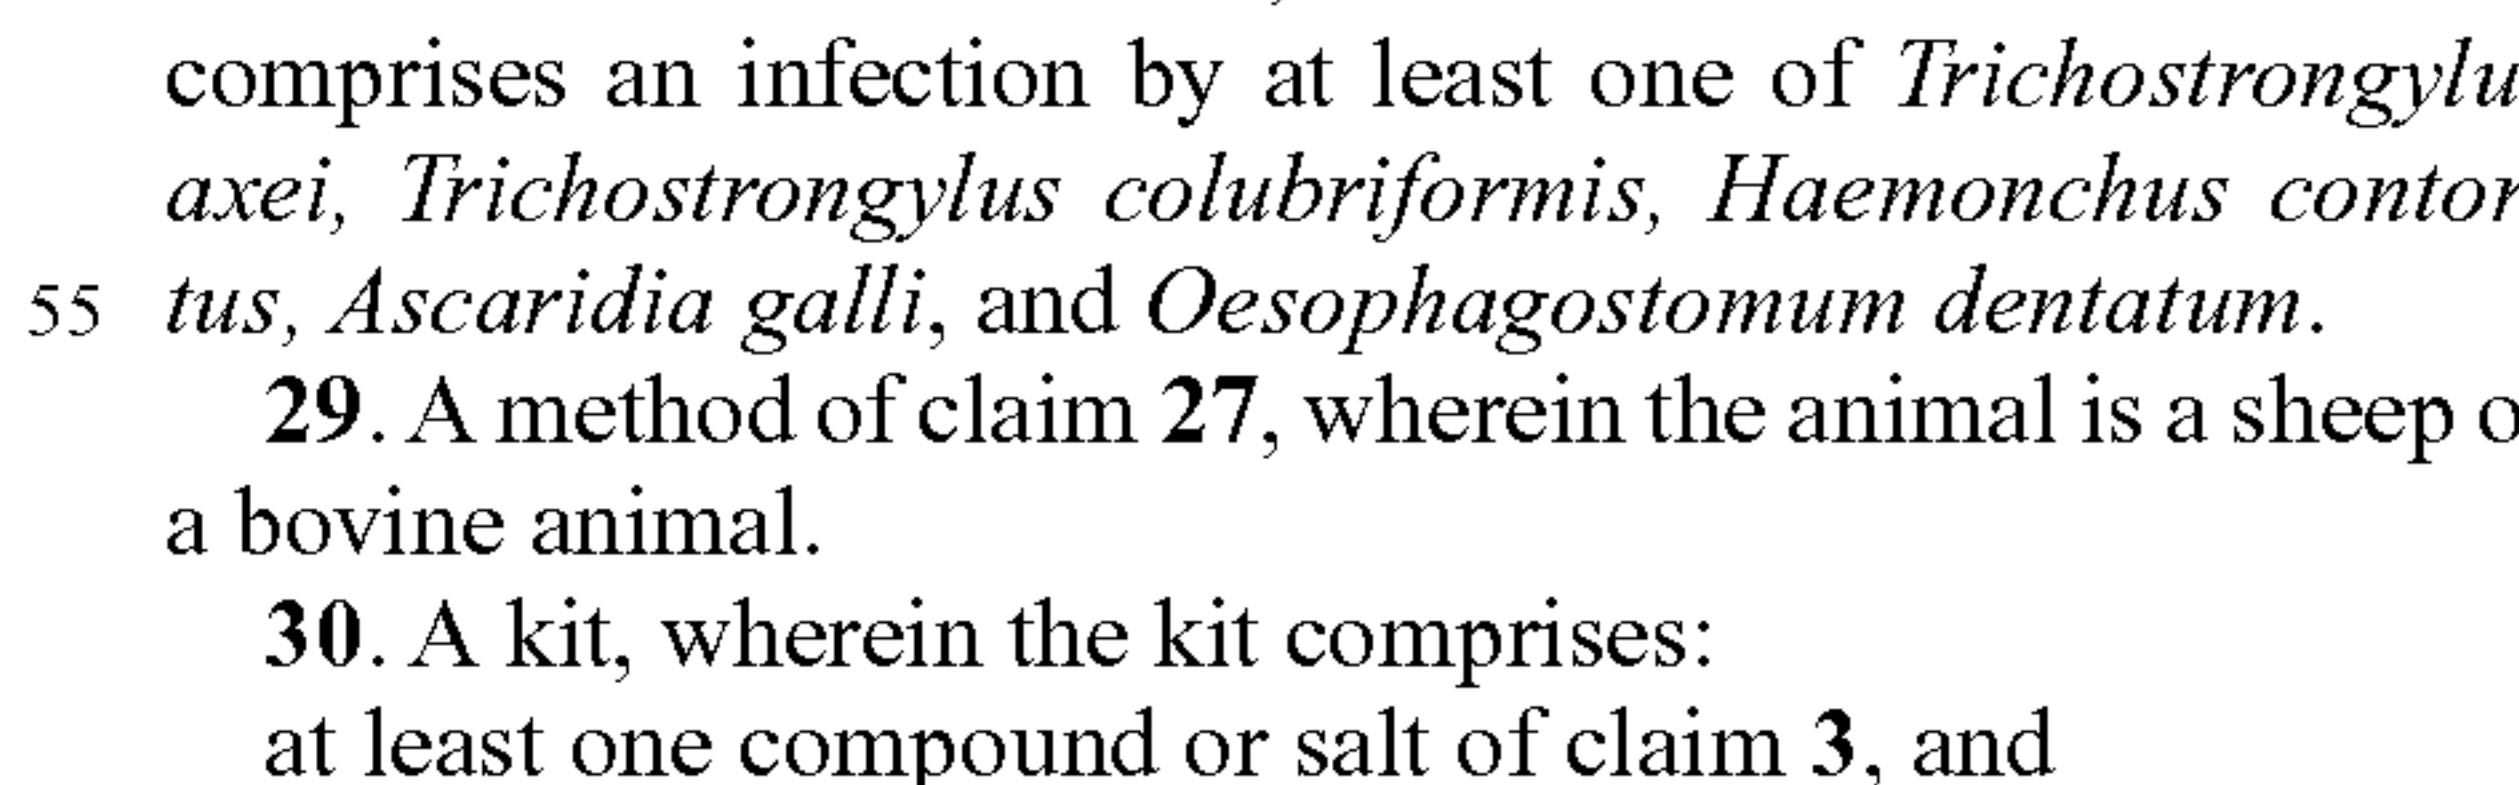 comprises an infection by at least one of Trichostrongylu
axei, Trichostrongylus colubriformis, Haemonchus contor
55 tus, Ascaridia galli, and Oesophagostomum dentatum.
29. A method of claim 27, wherein the animal is a sheep o
a bovine animal.
30. A kit, wherein the kit comprises:
at least one compound or salt of claim 3, and